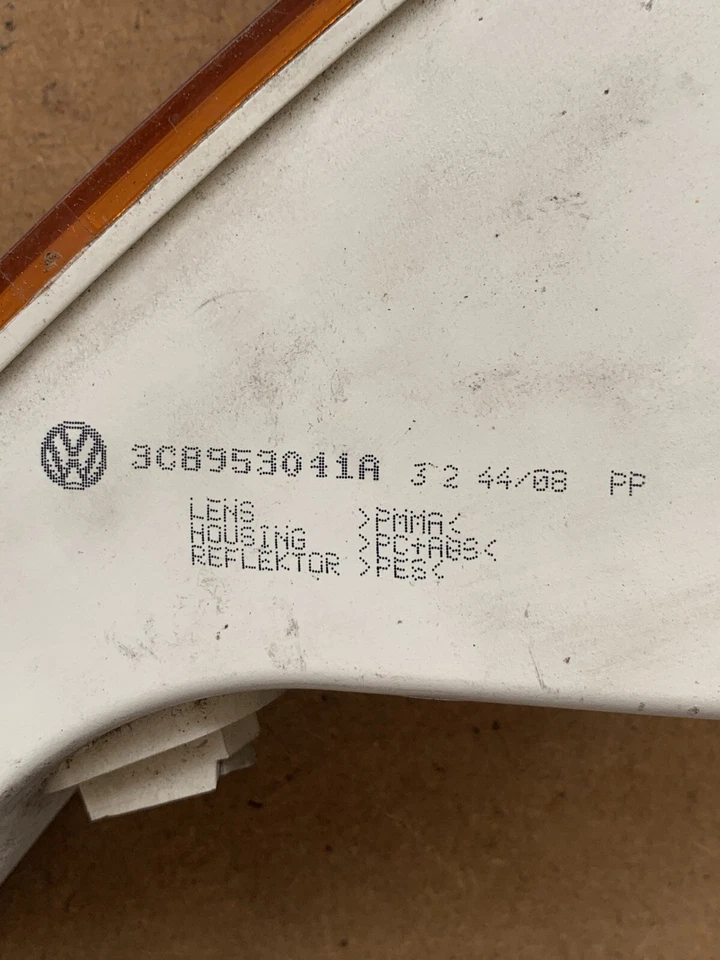 3C8953041A 3 2 44/08 PP
LENS >PMMA<
HOUSING >PC+ABS<
REFLEKTOR >PES<